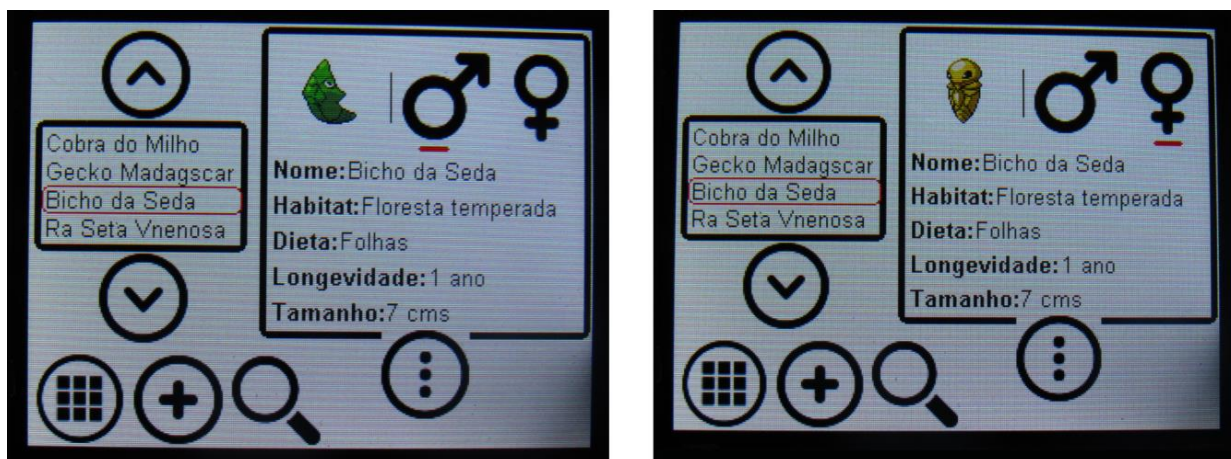 Cobra do Milho
Gecko Madagscar
Bicho da Seda
Ra Seta Vnenosa
Nome:Bicho da Seda
Habitat:Floresta temperada
Dieta:Folhas
Longevidade:1 ano
Tamanho:7 cms
Cobra do Milho
Gecko Madagscar
Bicho da Seda
Ra Seta Vnenosa
Nome:Bicho da Seda
Habitat:Floresta temperada
Dieta:Folhas
Longevidade:1 ano
Tamanho:7 cms